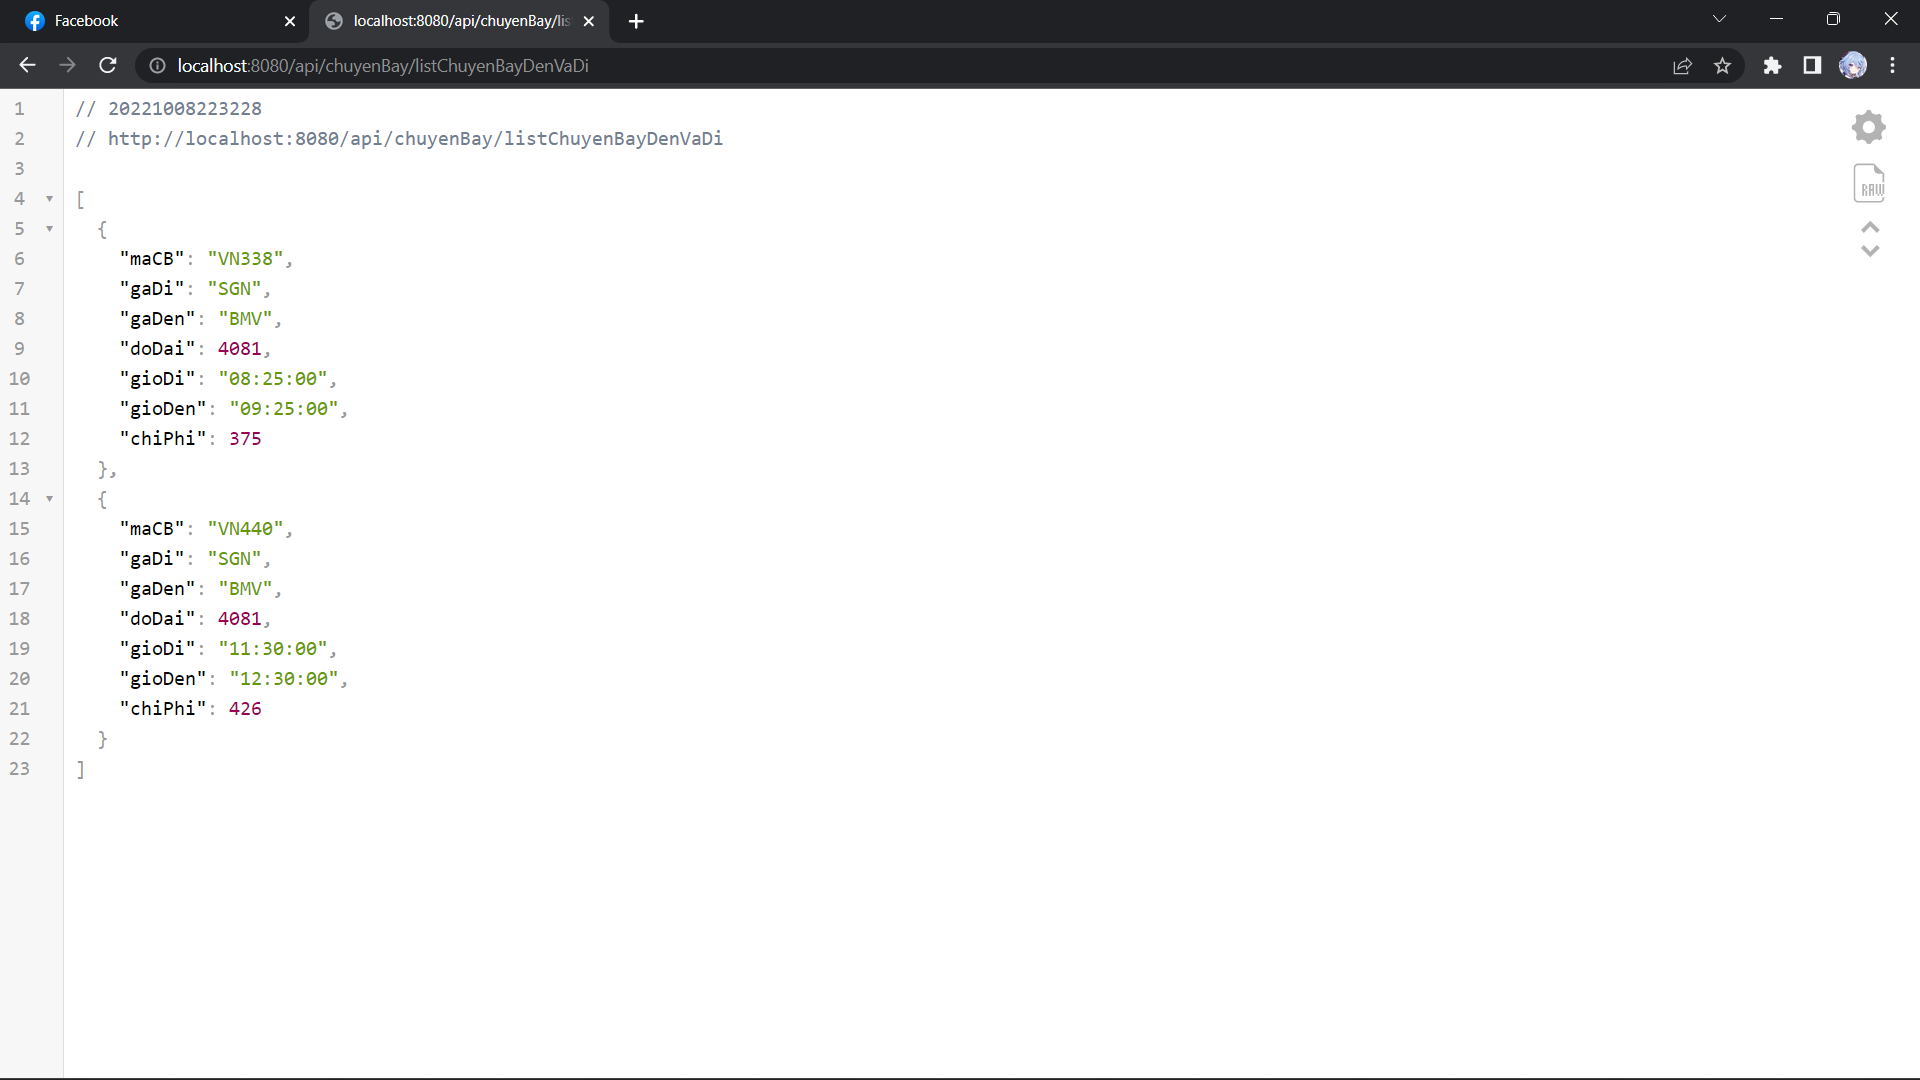 Facebook
localhost:8080/api/chuyenBay/lis
localhost:8080/api/chuyenBay/listChuyenBayDenVaDi
1 // 20221008223228
2 // http://localhost:8080/api/chuyenBay/listChuyenBayDenVaDi
3
4 [
5 {
6 "maCB": "VN338",
7 "gaDi": "SGN",
8 "gaDen": "BMV",
9 "doDai": 4081,
10 "gioDi": "08:25:00",
11 "gioDen": "09:25:00",
12 "chiPhi": 375
13 },
14 {
15 "maCB": "VN440",
16 "gaDi": "SGN",
17 "gaDen": "BMV",
18 "doDai": 4081,
19 "gioDi": "11:30:00",
20 "gioDen": "12:30:00",
21 "chiPhi": 426
22 }
23 ]
RAW